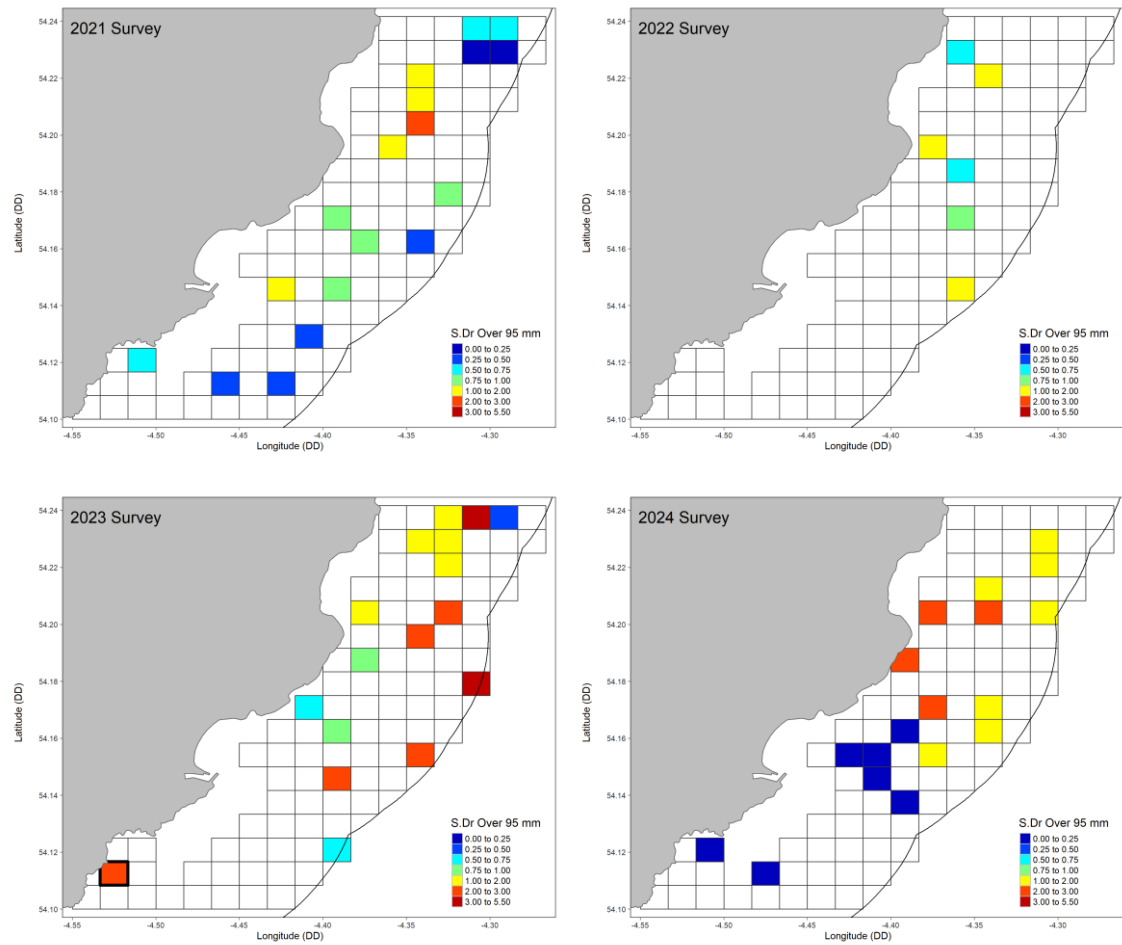 2021 Survey
54.24
54.22
54.20
54.18
54.16
54.14
54.12
54.10
Latitude (DD)
-4.55
-4.50
-4.45
-4.40
-4.35
-4.30
Longitude (DD)
S.Dr Over 95 mm
0.00 to 0.25
0.25 to 0.50
0.50 to 0.75
0.75 to 1.00
1.00 to 2.00
2.00 to 3.00
3.00 to 5.50
2022 Survey
54.24
54.22
54.20
54.18
54.16
54.14
54.12
54.10
Latitude (DD)
-4.55
-4.50
-4.45
-4.40
-4.35
-4.30
Longitude (DD)
S.Dr Over 95 mm
0.00 to 0.25
0.25 to 0.50
0.50 to 0.75
0.75 to 1.00
1.00 to 2.00
2.00 to 3.00
3.00 to 5.50
2023 Survey
54.24
54.22
54.20
54.18
54.16
54.14
54.12
54.10
Latitude (DD)
-4.55
-4.50
-4.45
-4.40
-4.35
-4.30
Longitude (DD)
S.Dr Over 95 mm
0.00 to 0.25
0.25 to 0.50
0.50 to 0.75
0.75 to 1.00
1.00 to 2.00
2.00 to 3.00
3.00 to 5.50
2024 Survey
54.24
54.22
54.20
54.18
54.16
54.14
54.12
54.10
Latitude (DD)
-4.55
-4.50
-4.45
-4.40
-4.35
-4.30
Longitude (DD)
S.Dr Over 95 mm
0.00 to 0.25
0.25 to 0.50
0.50 to 0.75
0.75 to 1.00
1.00 to 2.00
2.00 to 3.00
3.00 to 5.50